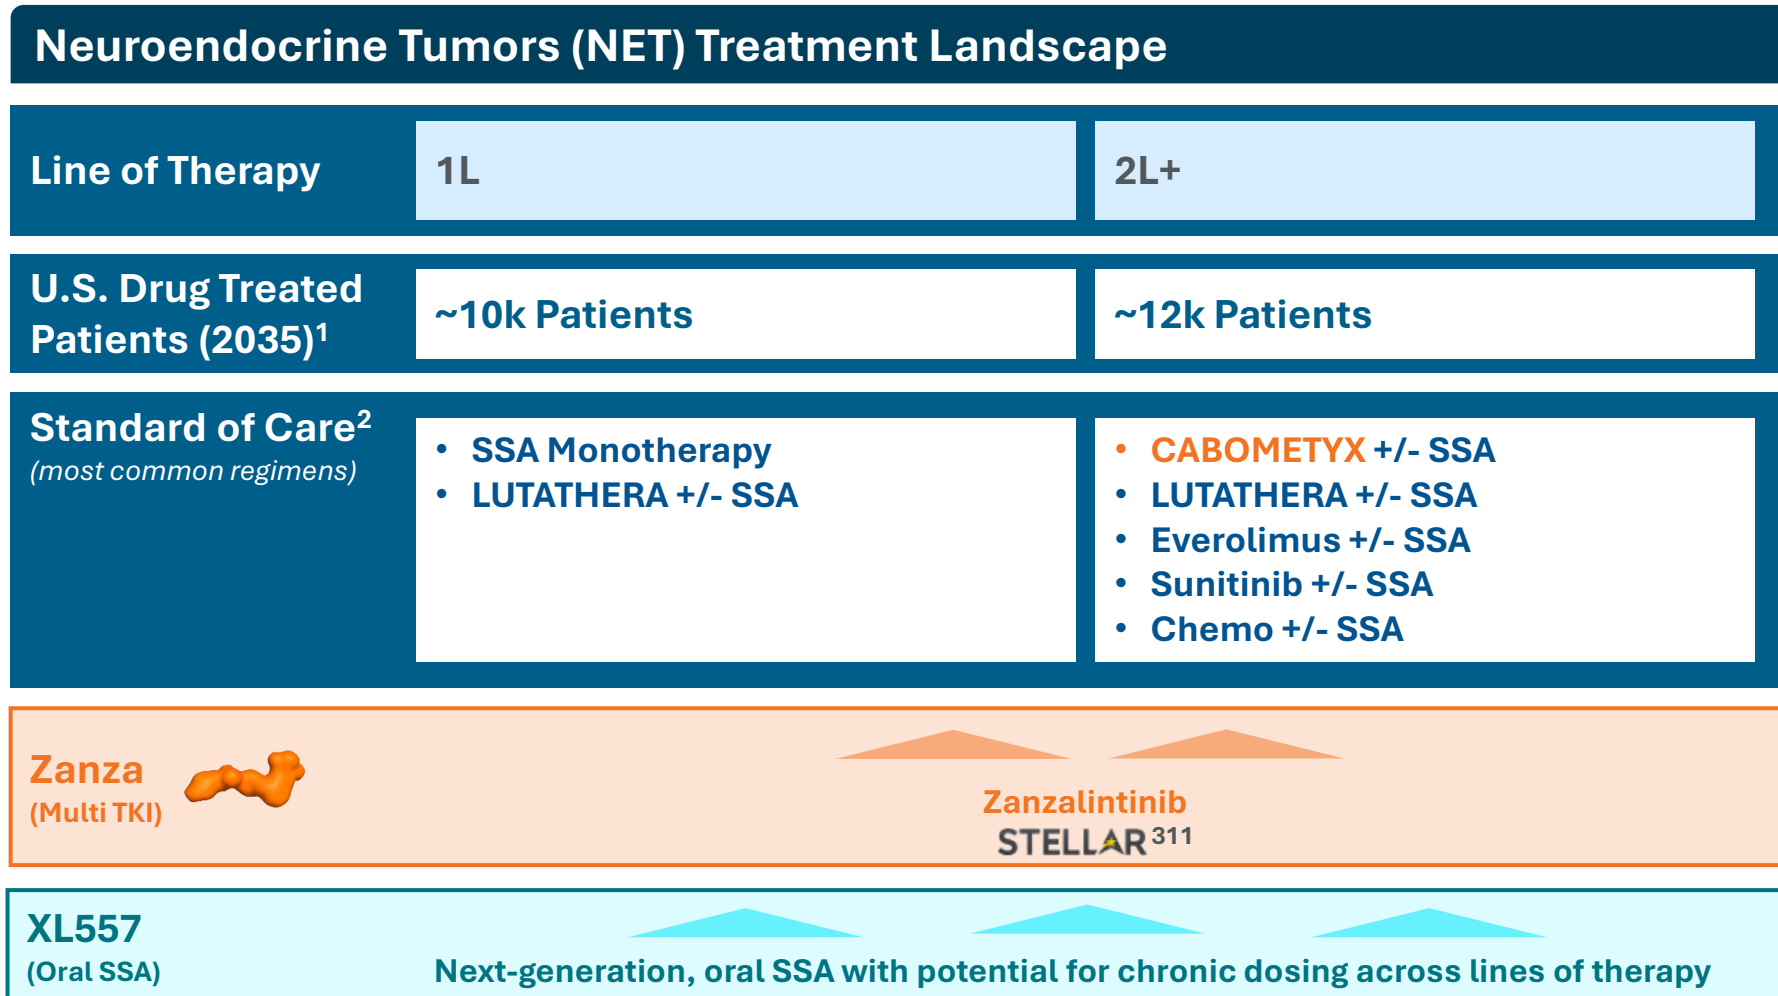 Neuroendocrine Tumors (NET) Treatment Landscape
Line of Therapy
1L
2L+
U.S. Drug Treated
Patients (2035)¹
~10k Patients
~12k Patients
Standard of Care²
(most common regimens)
• SSA Monotherapy
• LUTATHERA +/- SSA
• CABOMETYX +/- SSA
• LUTATHERA +/- SSA
• Everolimus +/- SSA
• Sunitinib +/- SSA
• Chemo +/- SSA
Zanza
(Multi TKI)
Zanzalintinib
STELLAR 311
XL557
(Oral SSA)
Next-generation, oral SSA with potential for chronic dosing across lines of therapy